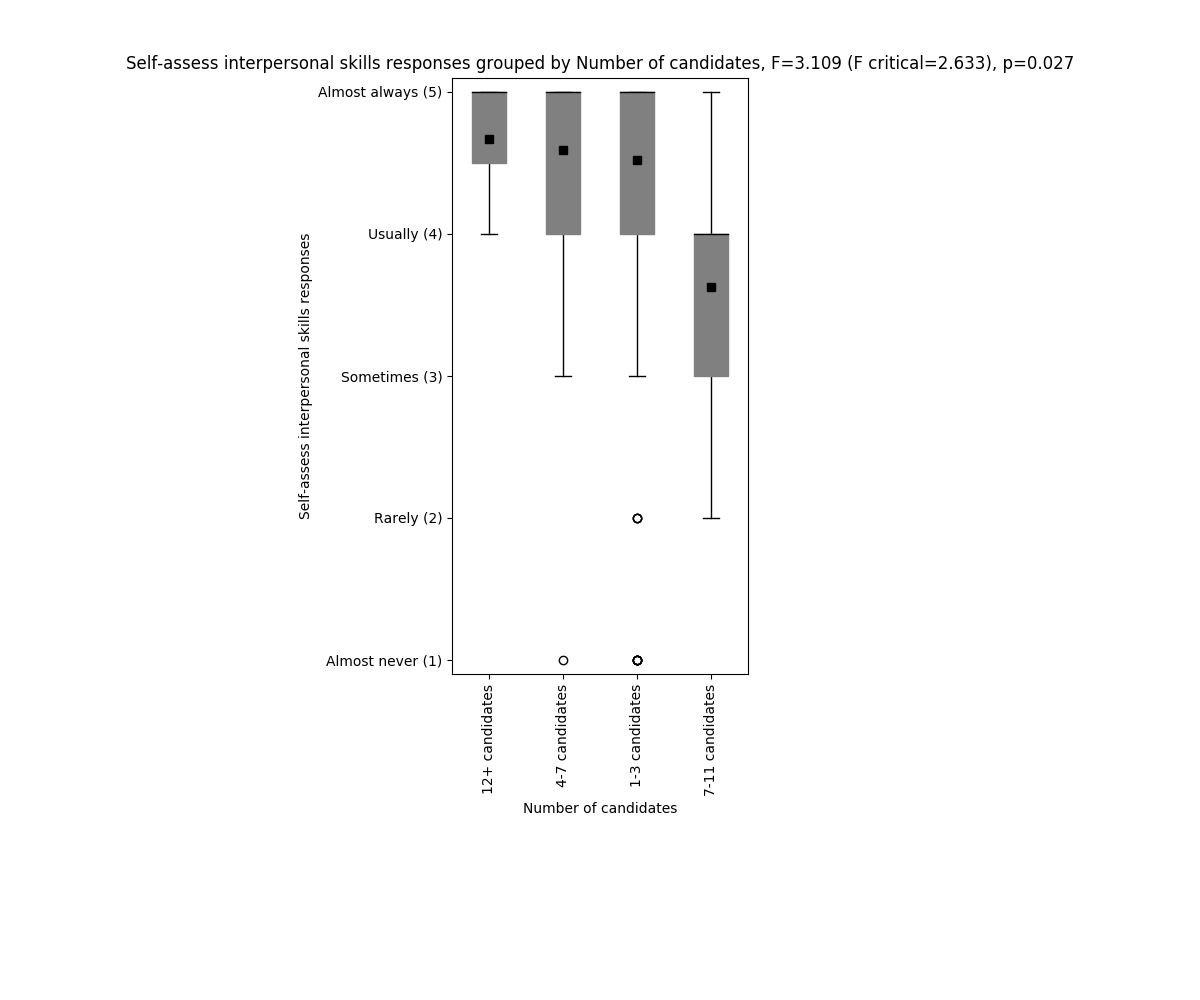 Self-assess interpersonal skills responses grouped by Number of candidates, F=3.109 (F critical=2.633), p=0.027
Almost always (5)
Usually (4)
Sometimes (3)
Rarely (2)
Almost never (1)
Self-assess interpersonal skills responses
12+ candidates
4-7 candidates
1-3 candidates
7-11 candidates
Number of candidates